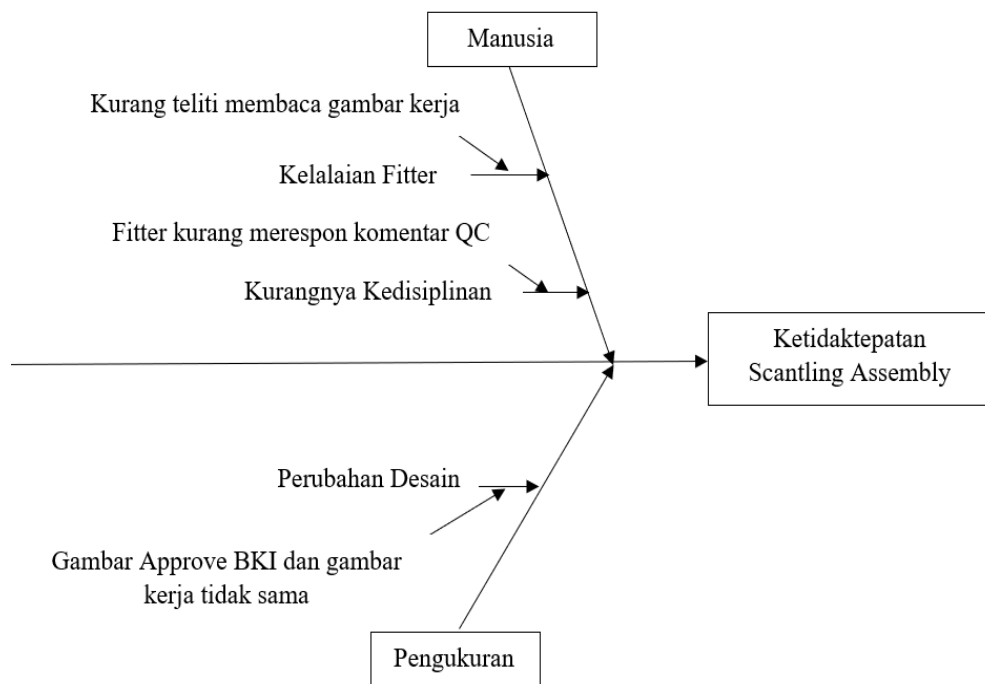 Manusia
Kurang teliti membaca gambar kerja
Kelalaian Fitter
Fitter kurang merespon komentar QC
Kurangnya Kedisiplinan
Ketidaktepatan
Scantling Assembly
Perubahan Desain
Gambar Approve BKI dan gambar
kerja tidak sama
Pengukuran